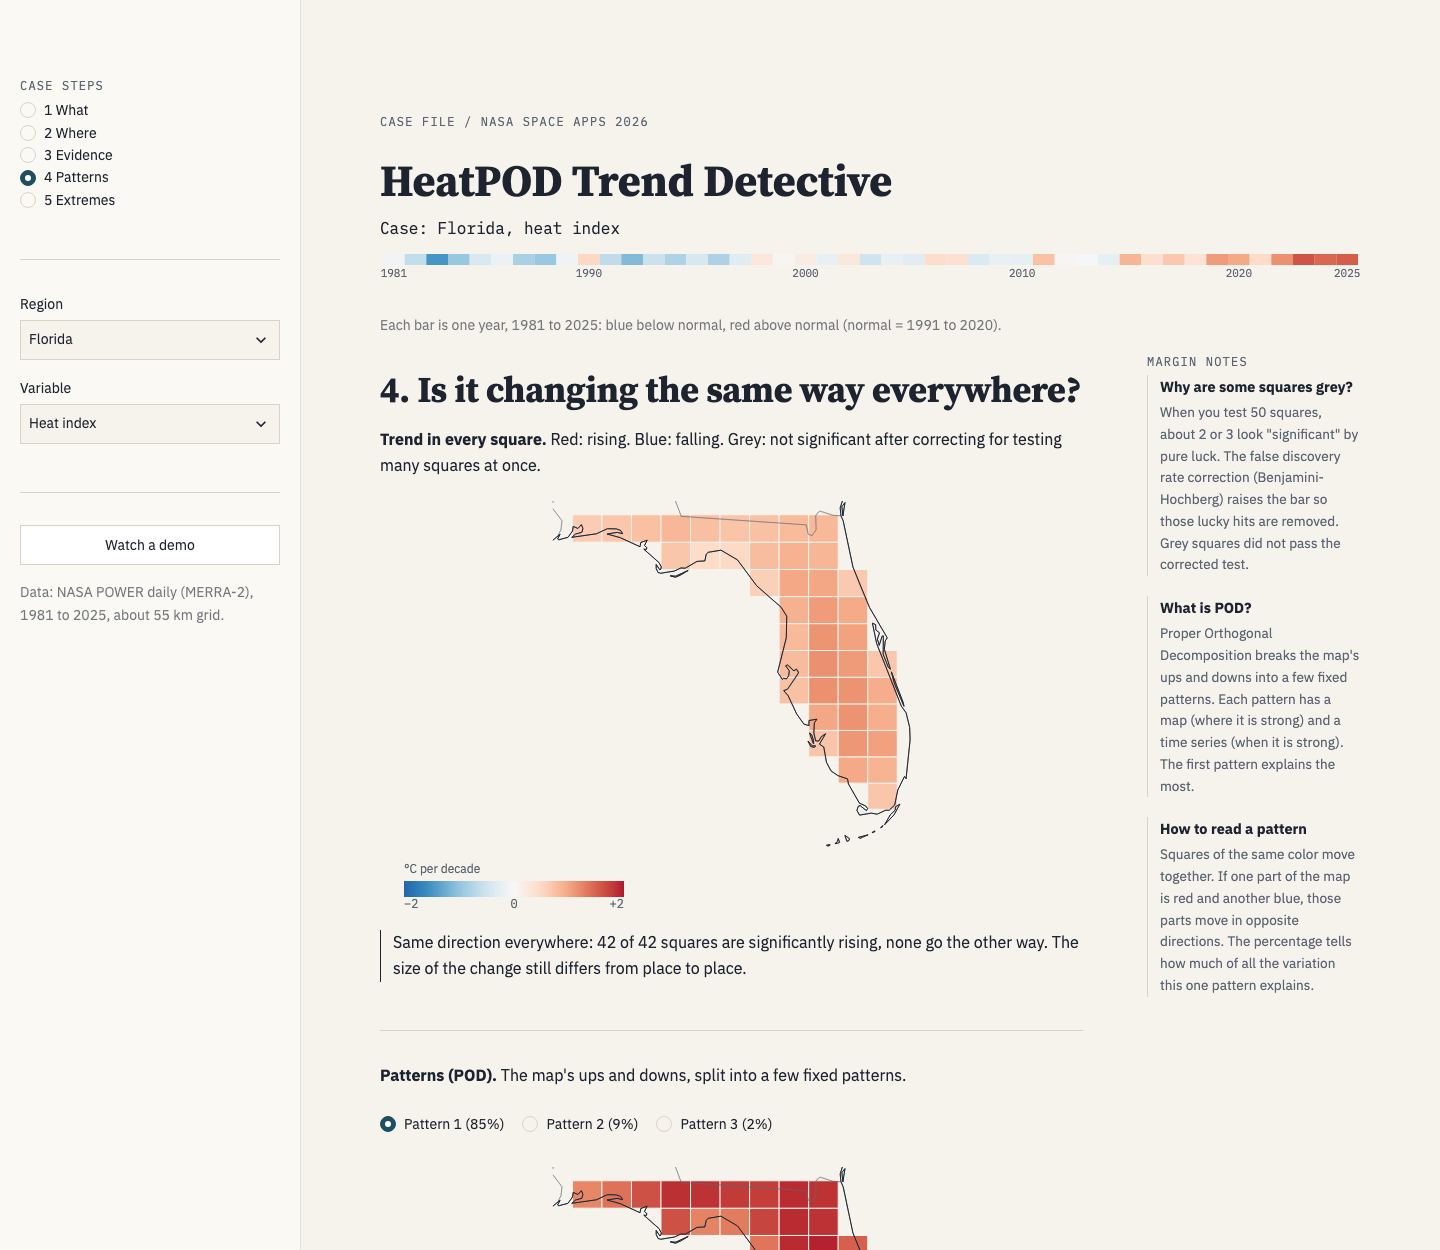 CASE STEPS
1 What
2 Where
3 Evidence
4 Patterns
5 Extremes
Region
Florida
Variable
Heat index
Watch a demo
Data: NASA POWER daily (MERRA-2),
1981 to 2025, about 55 km grid.
CASE FILE / NASA SPACE APPS 2026
HeatPOD Trend Detective
Case: Florida, heat index
1981 1990 2000 2010 2020 2025
Each bar is one year, 1981 to 2025: blue below normal, red above normal (normal = 1991 to 2020).
4. Is it changing the same way everywhere?
Trend in every square. Red: rising. Blue: falling. Grey: not significant after correcting for testing
many squares at once.
°C per decade
−2 0 +2
Same direction everywhere: 42 of 42 squares are significantly rising, none go the other way. The
size of the change still differs from place to place.
Patterns (POD). The map's ups and downs, split into a few fixed patterns.
Pattern 1 (85%) Pattern 2 (9%) Pattern 3 (2%)
MARGIN NOTES
Why are some squares grey?
When you test 50 squares,
about 2 or 3 look "significant" by
pure luck. The false discovery
rate correction (Benjamini-
Hochberg) raises the bar so
those lucky hits are removed.
Grey squares did not pass the
corrected test.
What is POD?
Proper Orthogonal
Decomposition breaks the map's
ups and downs into a few fixed
patterns. Each pattern has a
map (where it is strong) and a
time series (when it is strong).
The first pattern explains the
most.
How to read a pattern
Squares of the same color move
together. If one part of the map
is red and another blue, those
parts move in opposite
directions. The percentage tells
how much of all the variation
this one pattern explains.